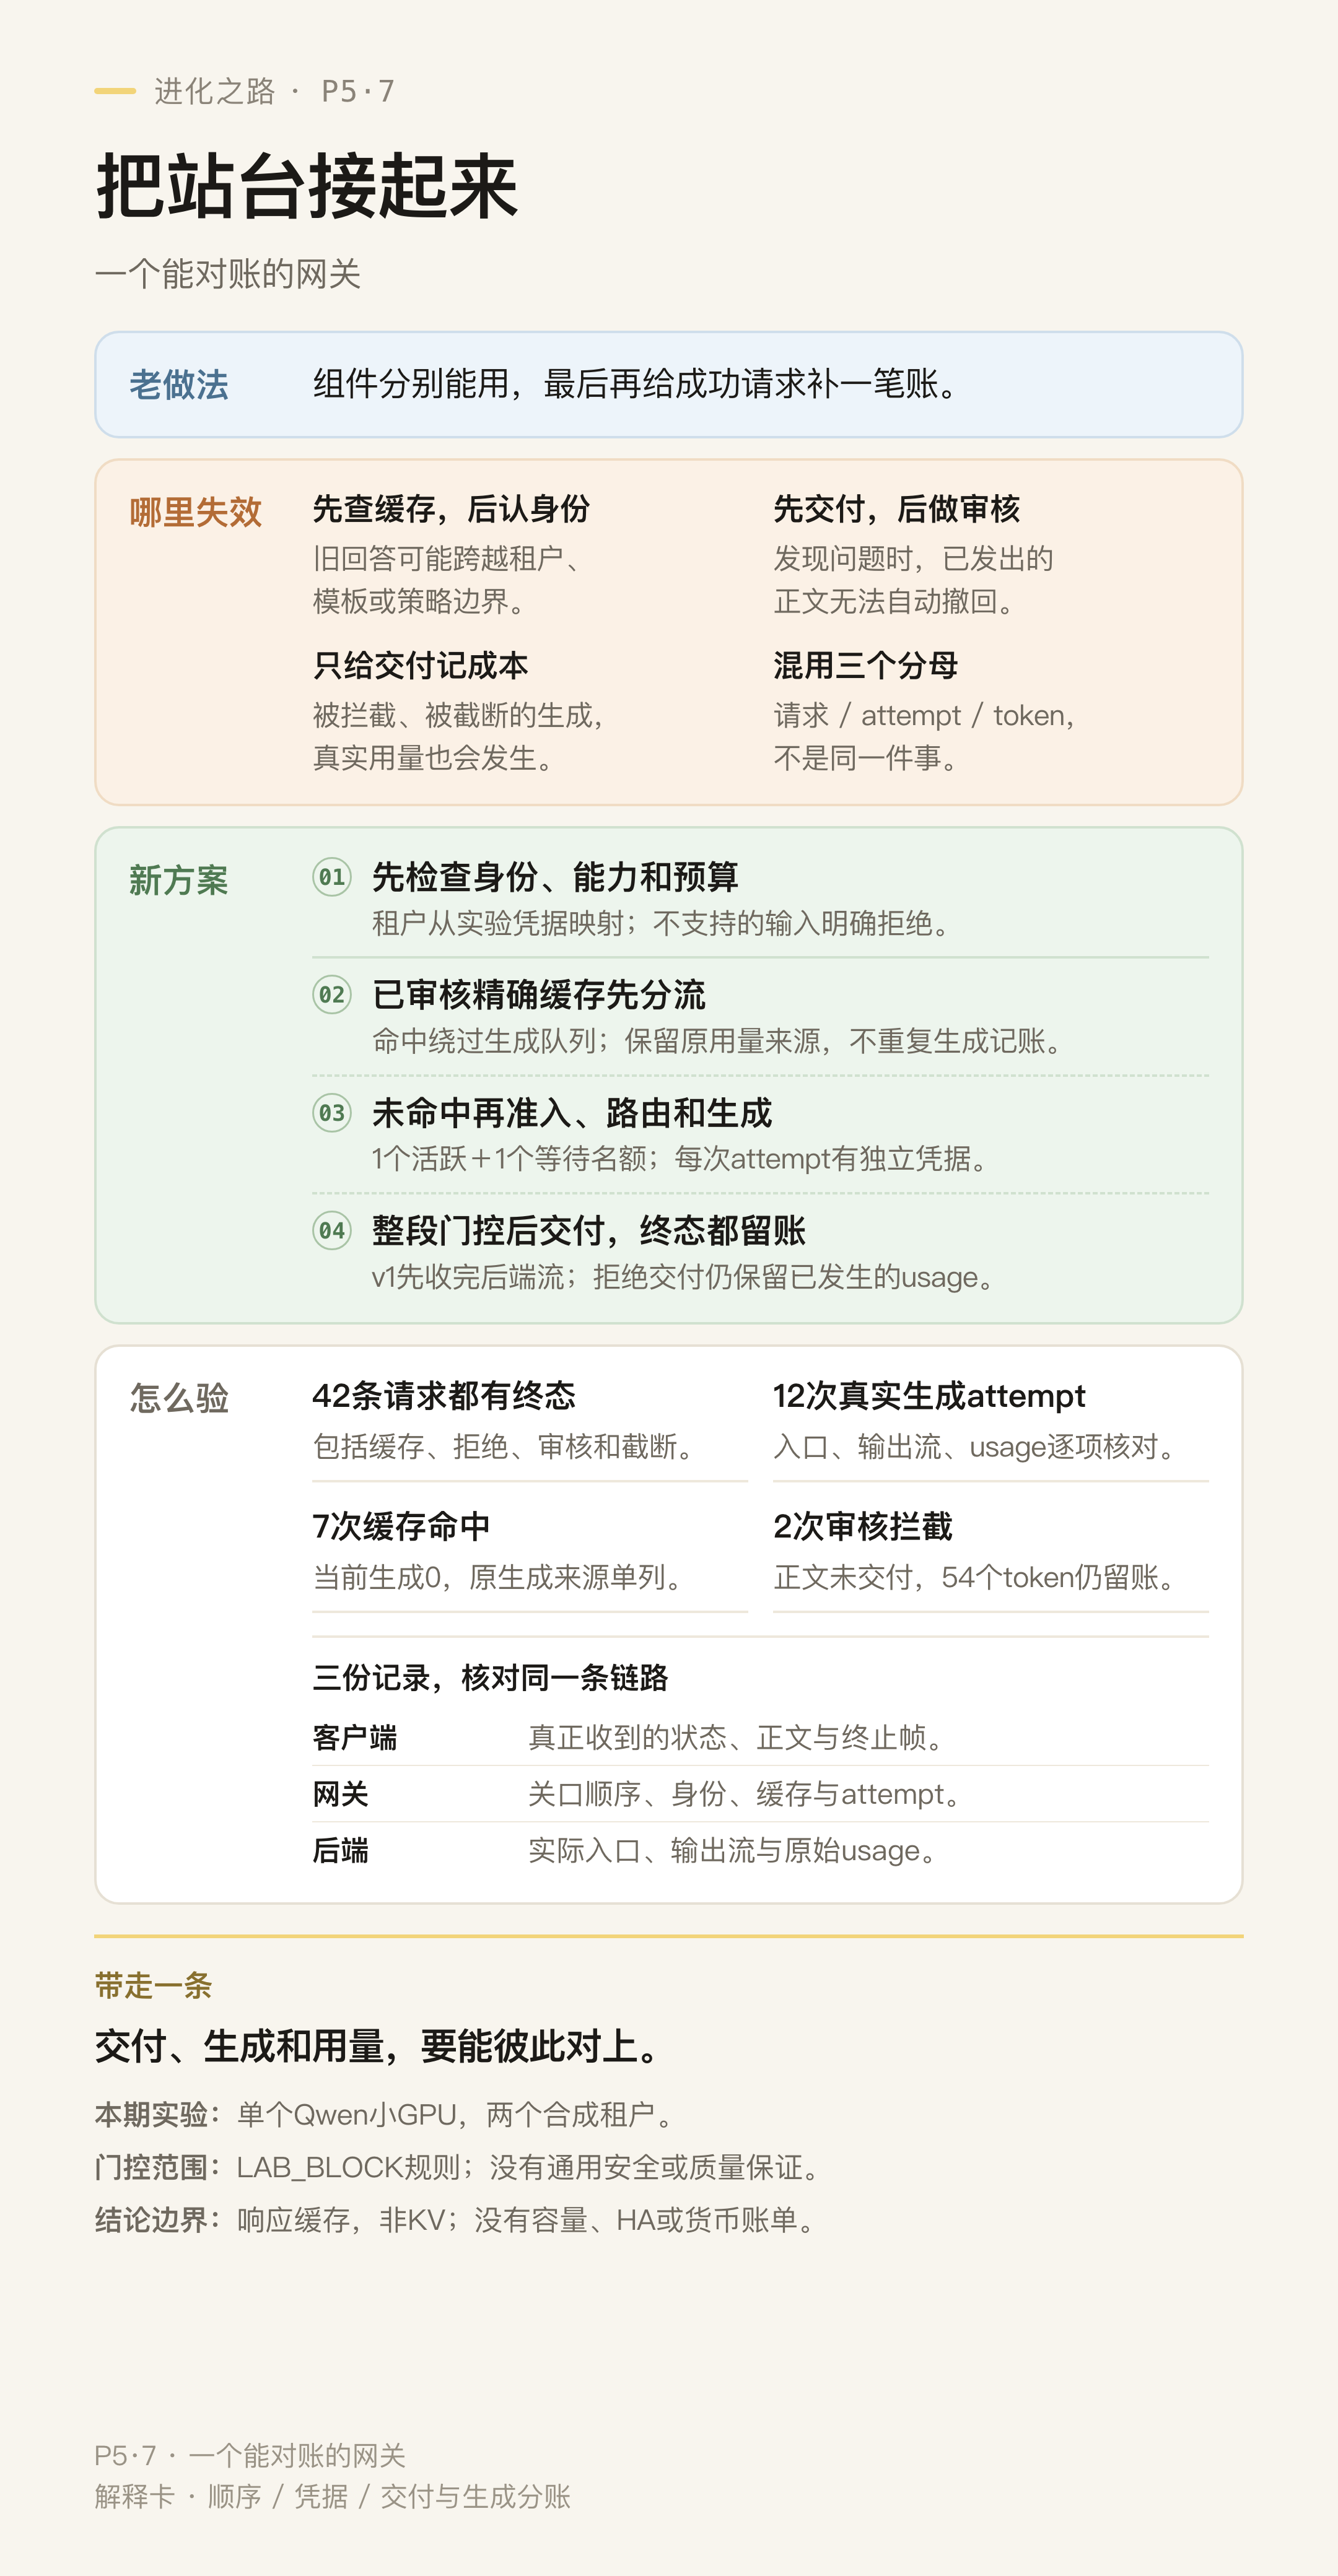 进化之路 · P5·7
把站台接起来
一个能对账的网关
老做法
组件分别能用，最后再给成功请求补一笔账。
哪里失效
先查缓存，后认身份
旧回答可能跨越租户、
模板或策略边界。
先交付，后做审核
发现问题时，已发出的
正文无法自动撤回。
只给交付记成本
被拦截、被截断的生成，
真实用量也会发生。
混用三个分母
请求 / attempt / token，
不是同一件事。
新方案
01 先检查身份、能力和预算
租户从实验凭据映射；不支持的输入明确拒绝。
02 已审核精确缓存先分流
命中绕过生成队列；保留原用量来源，不重复生成记账。
03 未命中再准入、路由和生成
1个活跃＋1个等待名额；每次attempt有独立凭据。
04 整段门控后交付，终态都留账
v1先收完后端流；拒绝交付仍保留已发生的usage。
怎么验
42条请求都有终态
包括缓存、拒绝、审核和截断。
12次真实生成attempt
入口、输出流、usage逐项核对。
7次缓存命中
当前生成0，原生成来源单列。
2次审核拦截
正文未交付，54个token仍留账。
三份记录，核对同一条链路
客户端 真正收到的状态、正文与终止帧。
网关 关口顺序、身份、缓存与attempt。
后端 实际入口、输出流与原始usage。
带走一条
交付、生成和用量，要能彼此对上。
本期实验：单个Qwen小GPU，两个合成租户。
门控范围：LAB_BLOCK规则；没有通用安全或质量保证。
结论边界：响应缓存，非KV；没有容量、HA或货币账单。
P5·7 · 一个能对账的网关
解释卡 · 顺序 / 凭据 / 交付与生成分账